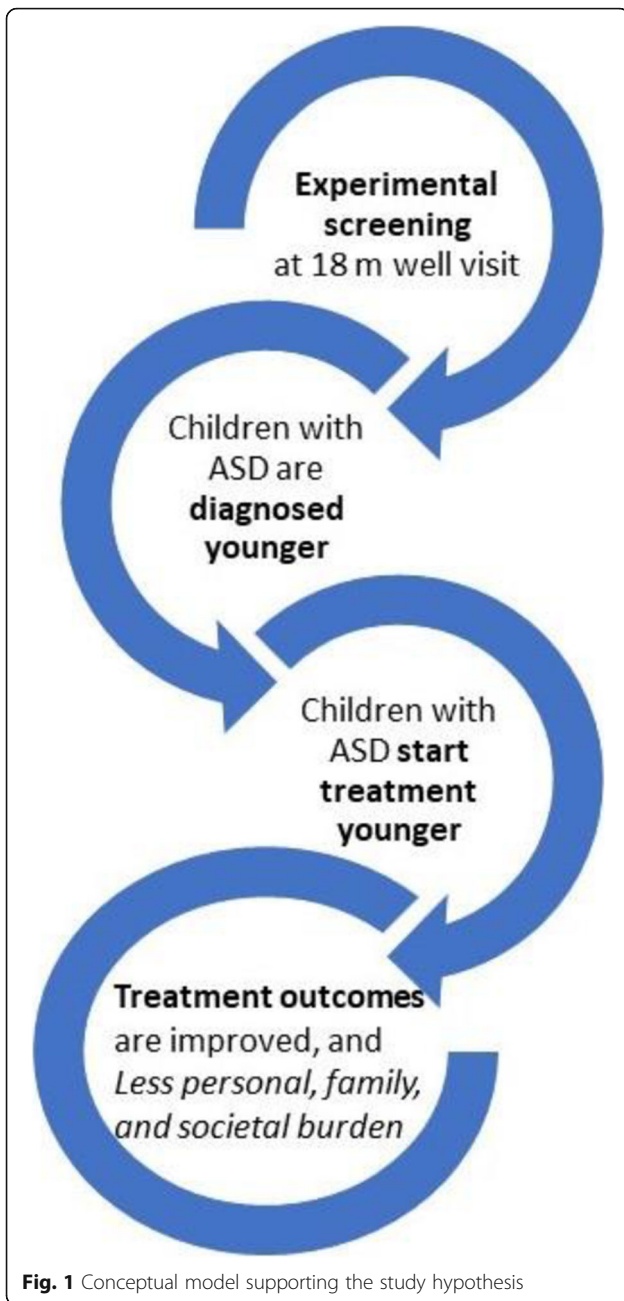 Experimental
screening
at 18 m well visit
Children with
ASD are
diagnosed
younger
Children with
ASD start
treatment
younger
Treatment outcomes
are improved, and
Less personal, family,
and societal burden
Fig. 1 Conceptual model supporting the study hypothesis